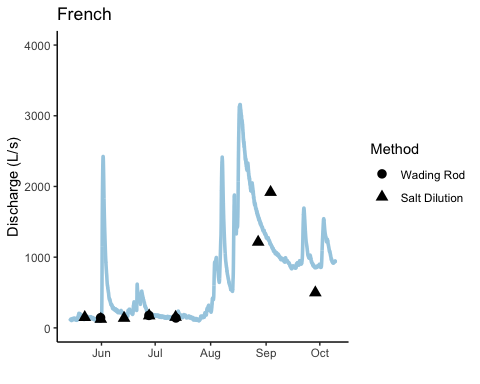 French
4000
3000
2000
1000
0
Discharge (L/s)
Jun Jul Aug Sep Oct
Method
Wading Rod
Salt Dilution